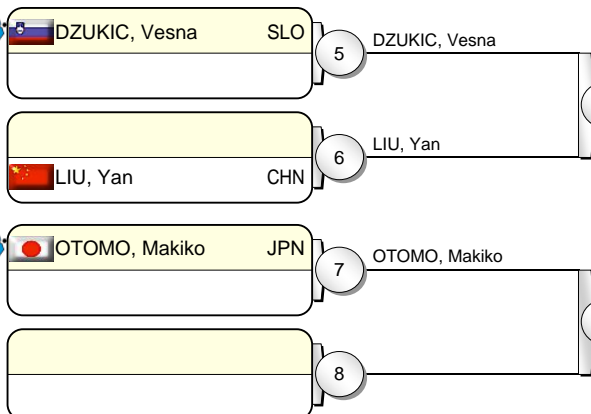 DZUKIC, Vesna SLO
5
DZUKIC, Vesna
6
LIU, Yan
LIU, Yan CHN
OTOMO, Makiko JPN
7
OTOMO, Makiko
8